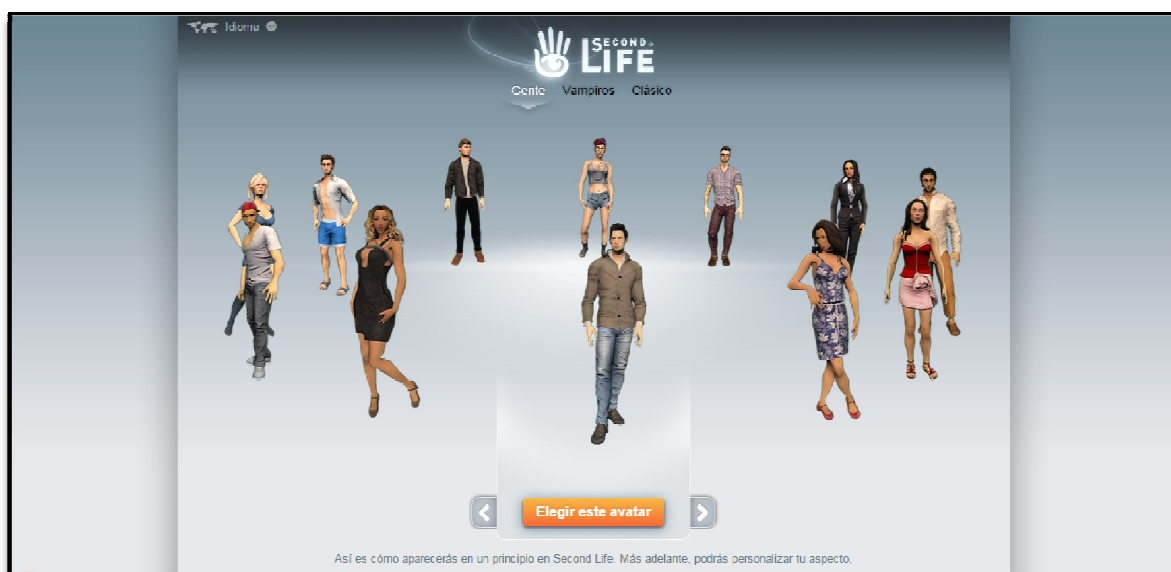 Idioma
SECOND
LIFE
Gente Vampiros Clásico
Elegir este avatar
Así es cómo aparecerás en un principio en Second Life. Más adelante, podrás personalizar tu aspecto.